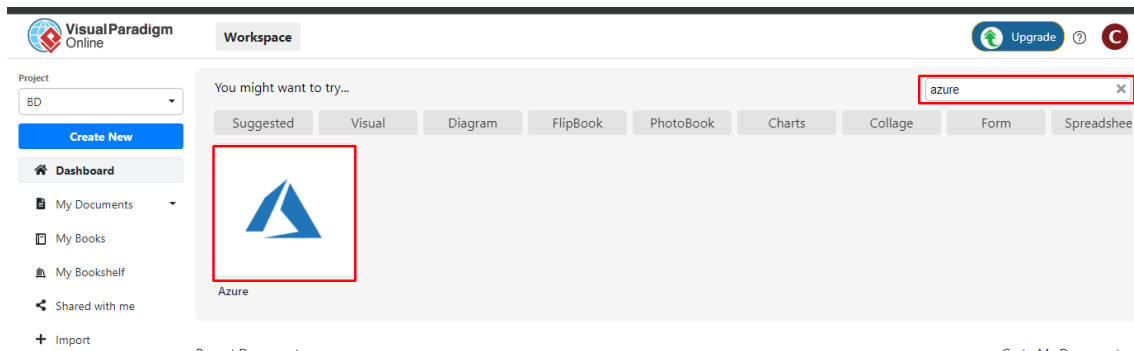 Visual Paradigm
Online
Workspace
Upgrade
?
C
Project
BD
Create New
Dashboard
My Documents
My Books
My Bookshelf
Shared with me
Import
You might want to try...
azure
Suggested
Visual
Diagram
FlipBook
PhotoBook
Charts
Collage
Form
Spreadshee
Azure